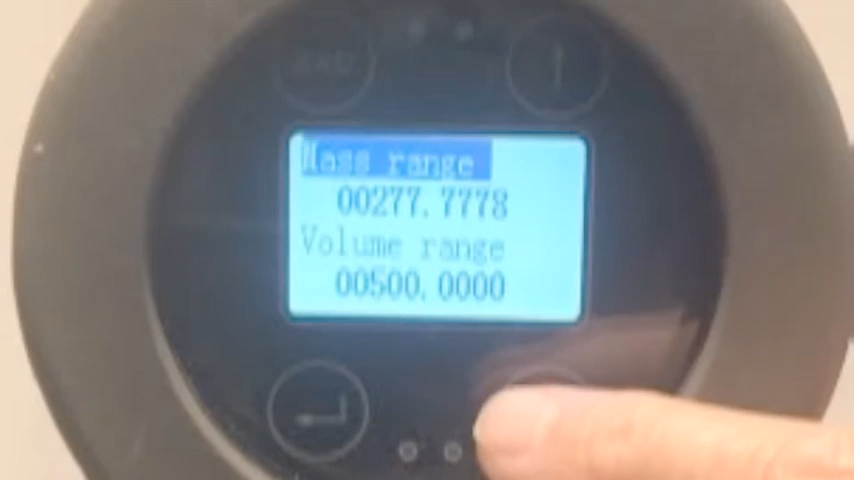 Mass range
00277.7778
Volume range
00500.0000